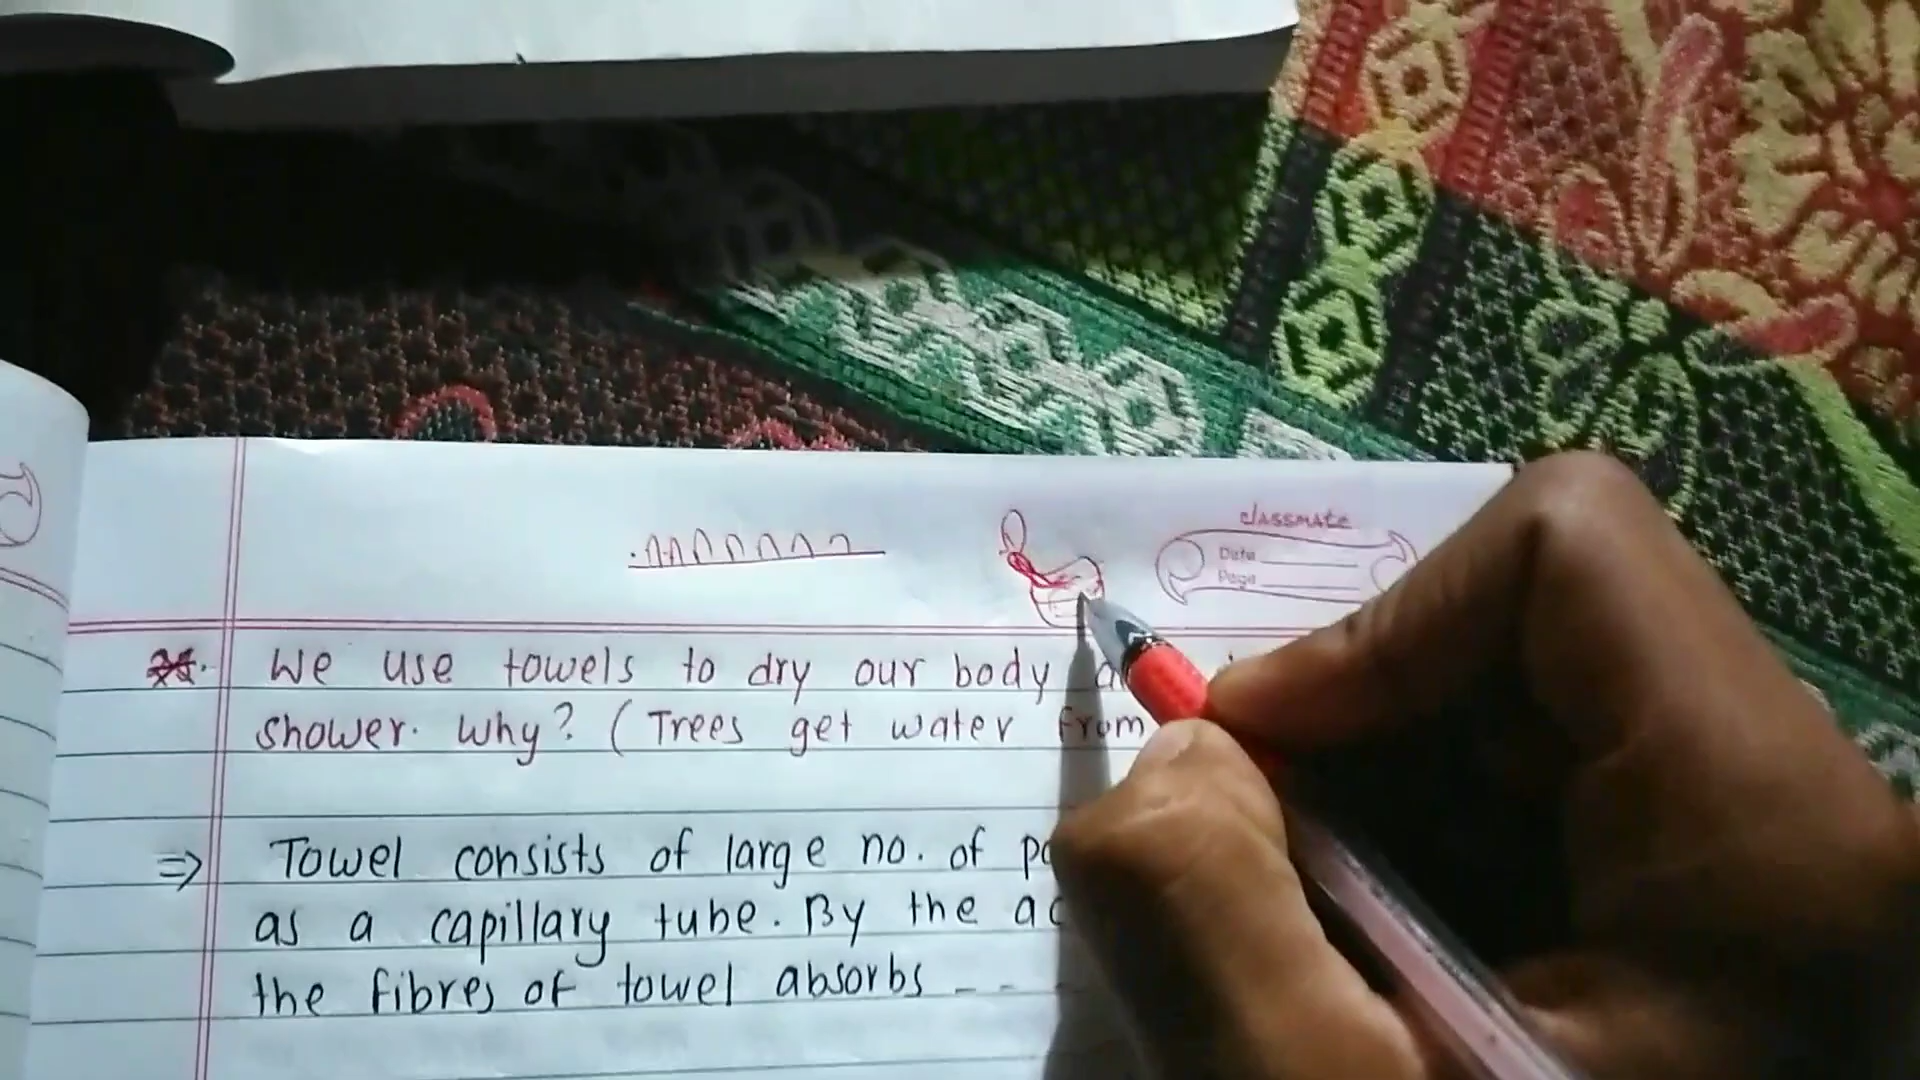 classmate
Date
Page
We use towels to dry our body
shower. Why? (Trees get water from
⇒ Towel consists of large no. of
as a capillary tube. By the
the fibres of towel absorbs - -